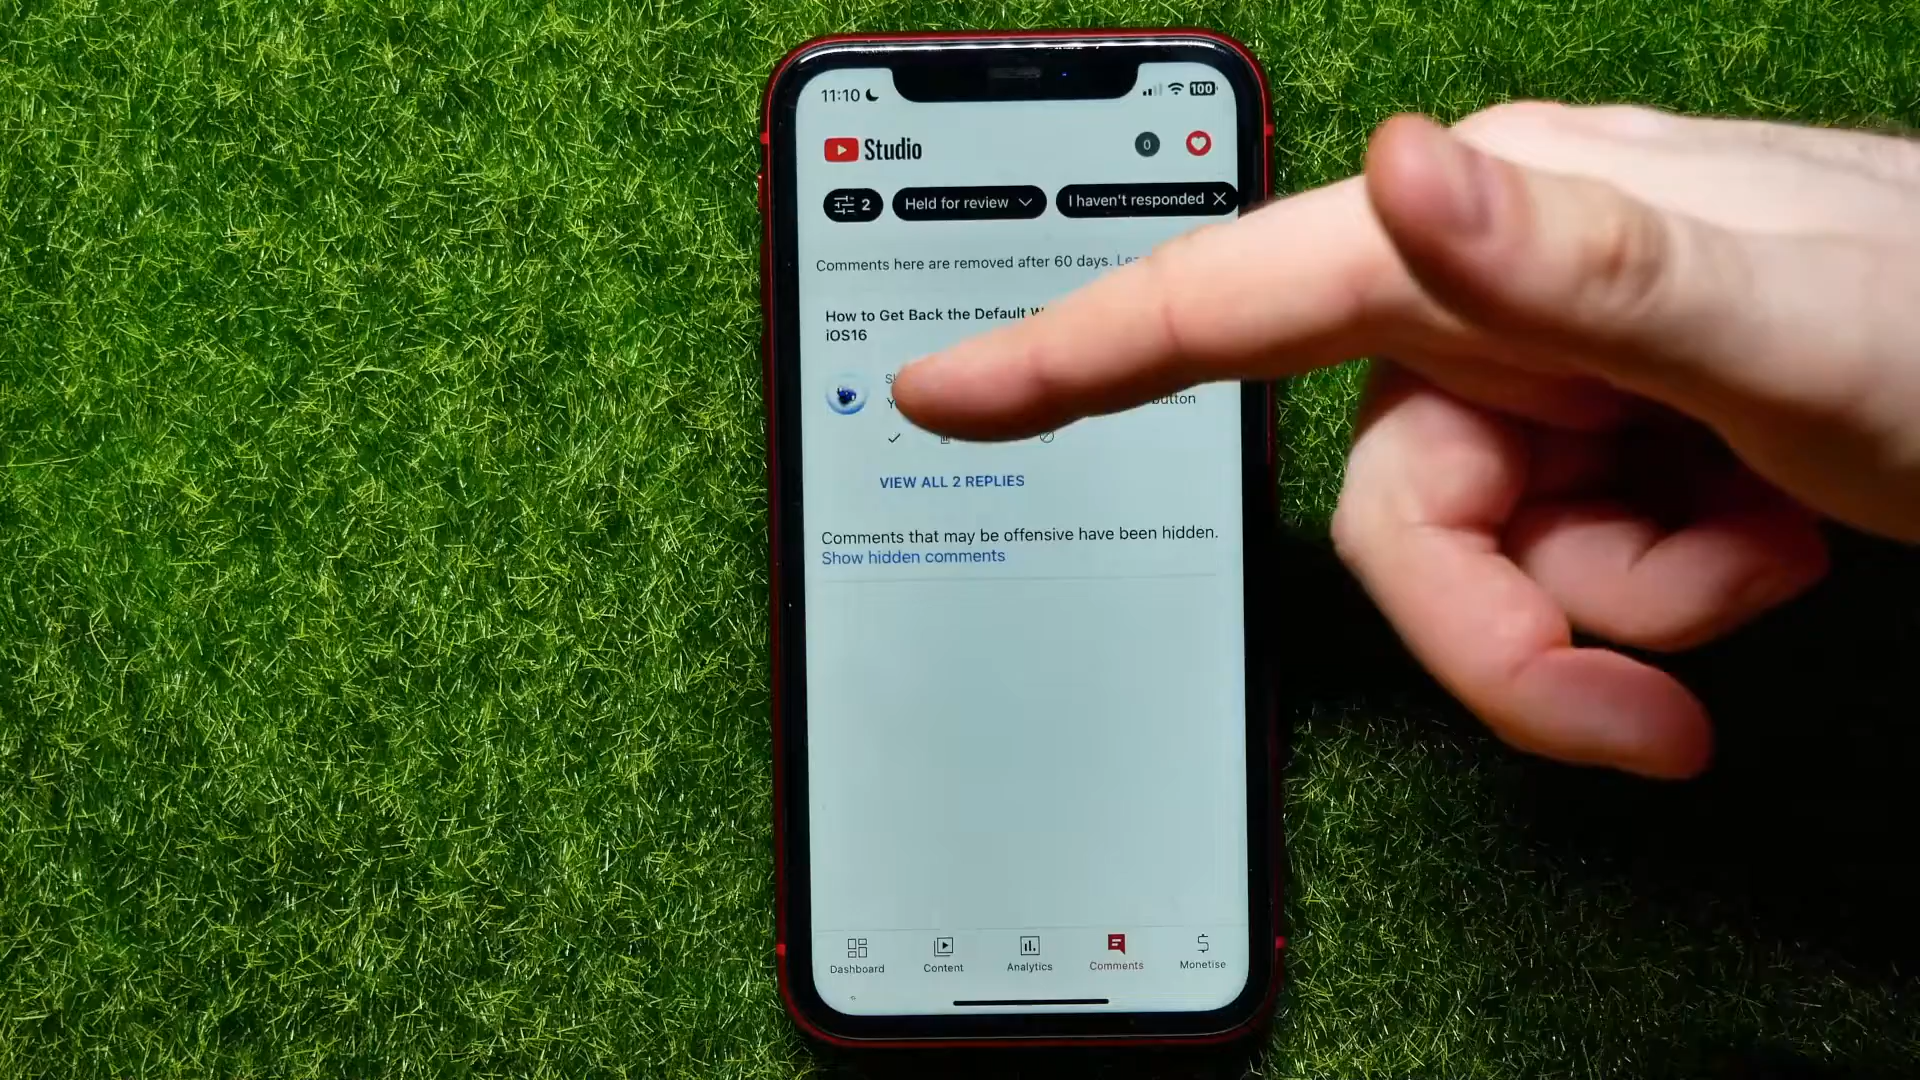 11:10
100
Studio
0
2
Held for review
I haven't responded
Comments here are removed after 60 days.
How to Get Back the Default
iOS16
button
VIEW ALL 2 REPLIES
Comments that may be offensive have been hidden.
Show hidden comments
Dashboard
Content
Analytics
Comments
Monetise